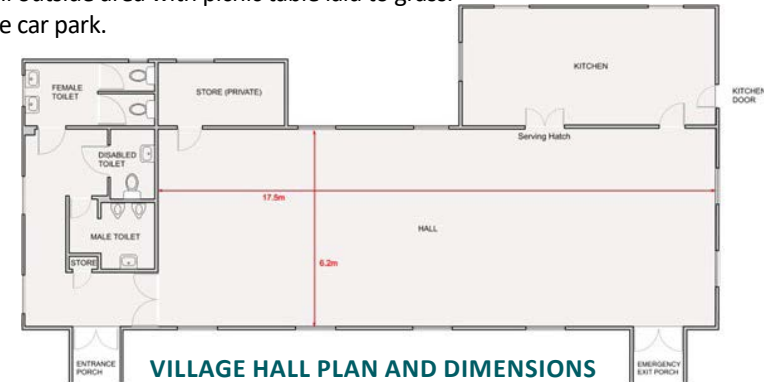 outside area with picnic table laid to grass.
e car park.
KITCHEN
FEMALE
TOILET
STORE (PRIVATE)
KITCHEN
DOOR
Serving Hatch
DISABLED
TOILET
17.5m
HALL
MALE TOILET
6.2m
STORE
ENTRANCE
PORCH
VILLAGE HALL PLAN AND DIMENSIONS
EMERGENCY
EXIT PORCH